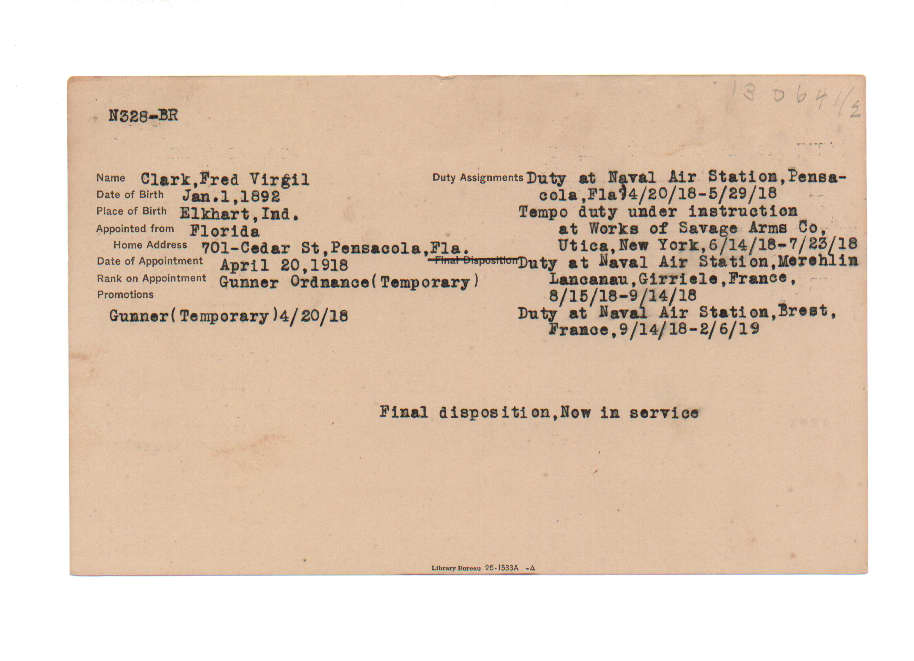 N328-BR
Name Clark,Fred Virgil
Date of Birth Jan.1,1892
Place of Birth Elkhart,Ind.
Appointed from Florida
Home Address 701-Cedar St,Pensacola,Fla.
Date of Appointment April 20,1918
Rank on Appointment Gunner Ordnance(Temporary)
Promotions
Gunner(Temporary)4/20/18
Duty Assignments Duty at Naval Air Station,Pensa-
cola,Fla 4/20/18-5/29/18
Tempo duty under instruction
at Works of Savage Arms Co,
Utica,New York,6/14/18-7/23/18
Final Disposition Duty at Naval Air Station,Merehlin
Lancanau,Girriele,France,
8/15/18-9/14/18
Duty at Naval Air Station,Brest,
France,9/14/18-2/6/19
Final disposition,Now in service
Library Bureau 26-1533A